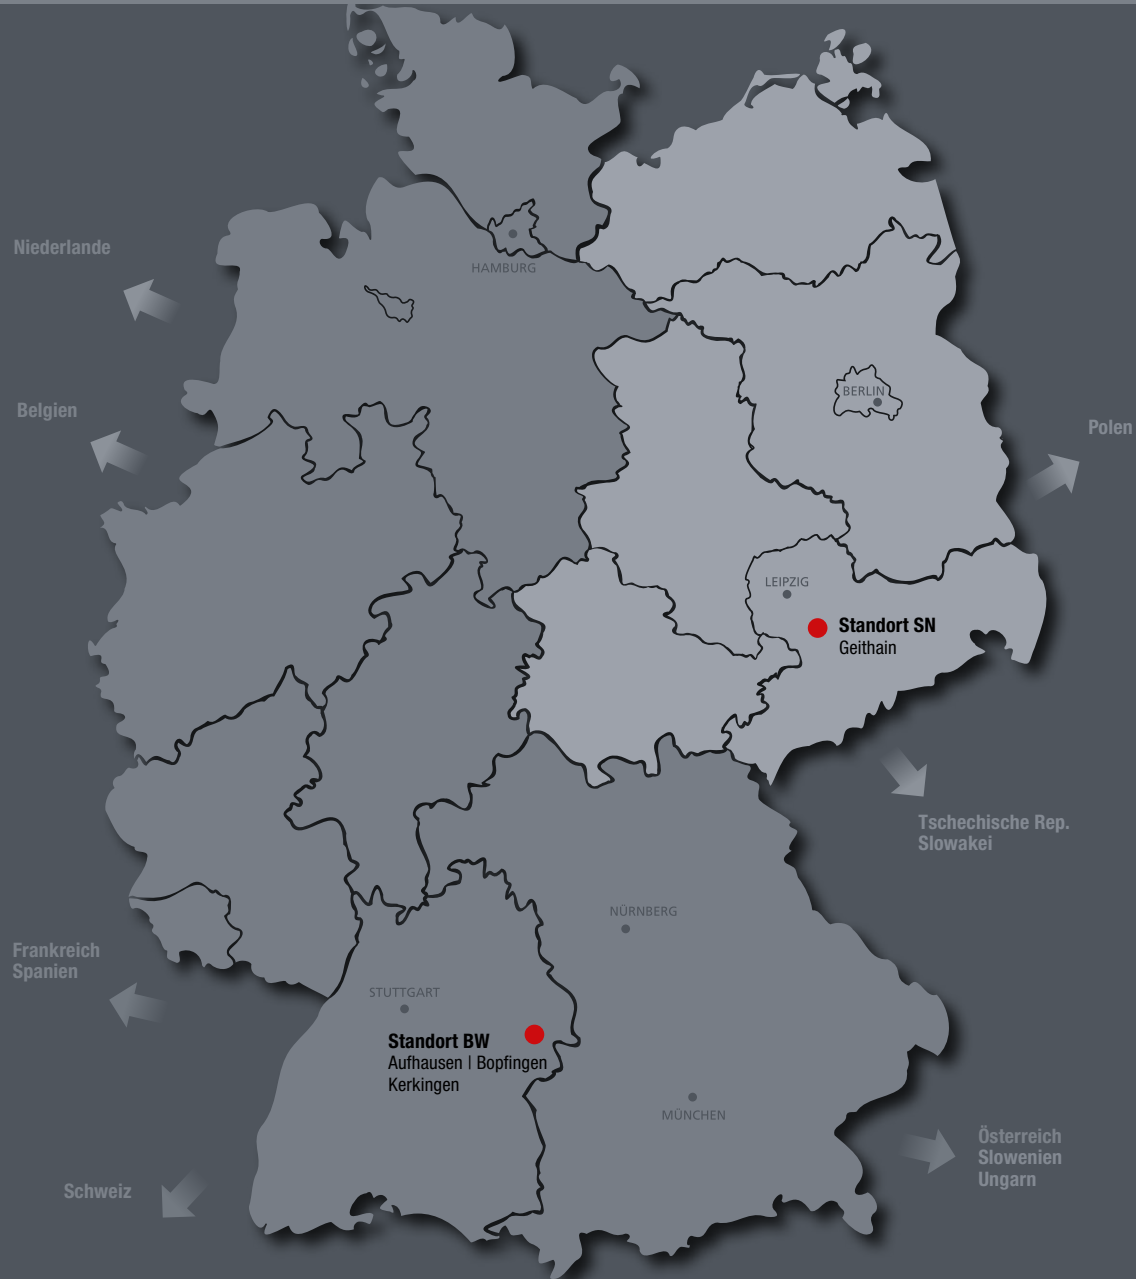 Niederlande
HAMBURG
Belgien
BERLIN
Polen
LEIPZIG
Standort SN
Geithain
Tschechische Rep.
Slowakei
NÜRNBERG
Frankreich
Spanien
STUTTGART
Standort BW
Aufhausen | Bopfingen
Kerkingen
MÜNCHEN
Österreich
Slowenien
Ungarn
Schweiz